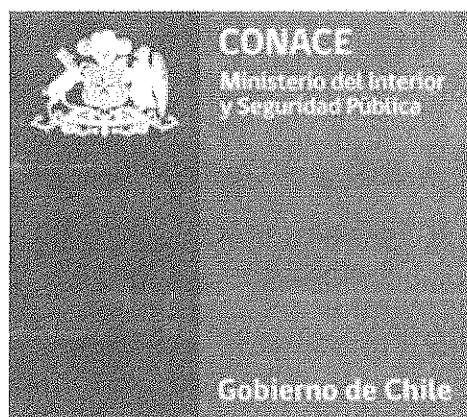 CONACE
Ministerio del Interior
y Seguridad Pública
Gobierno de Chile